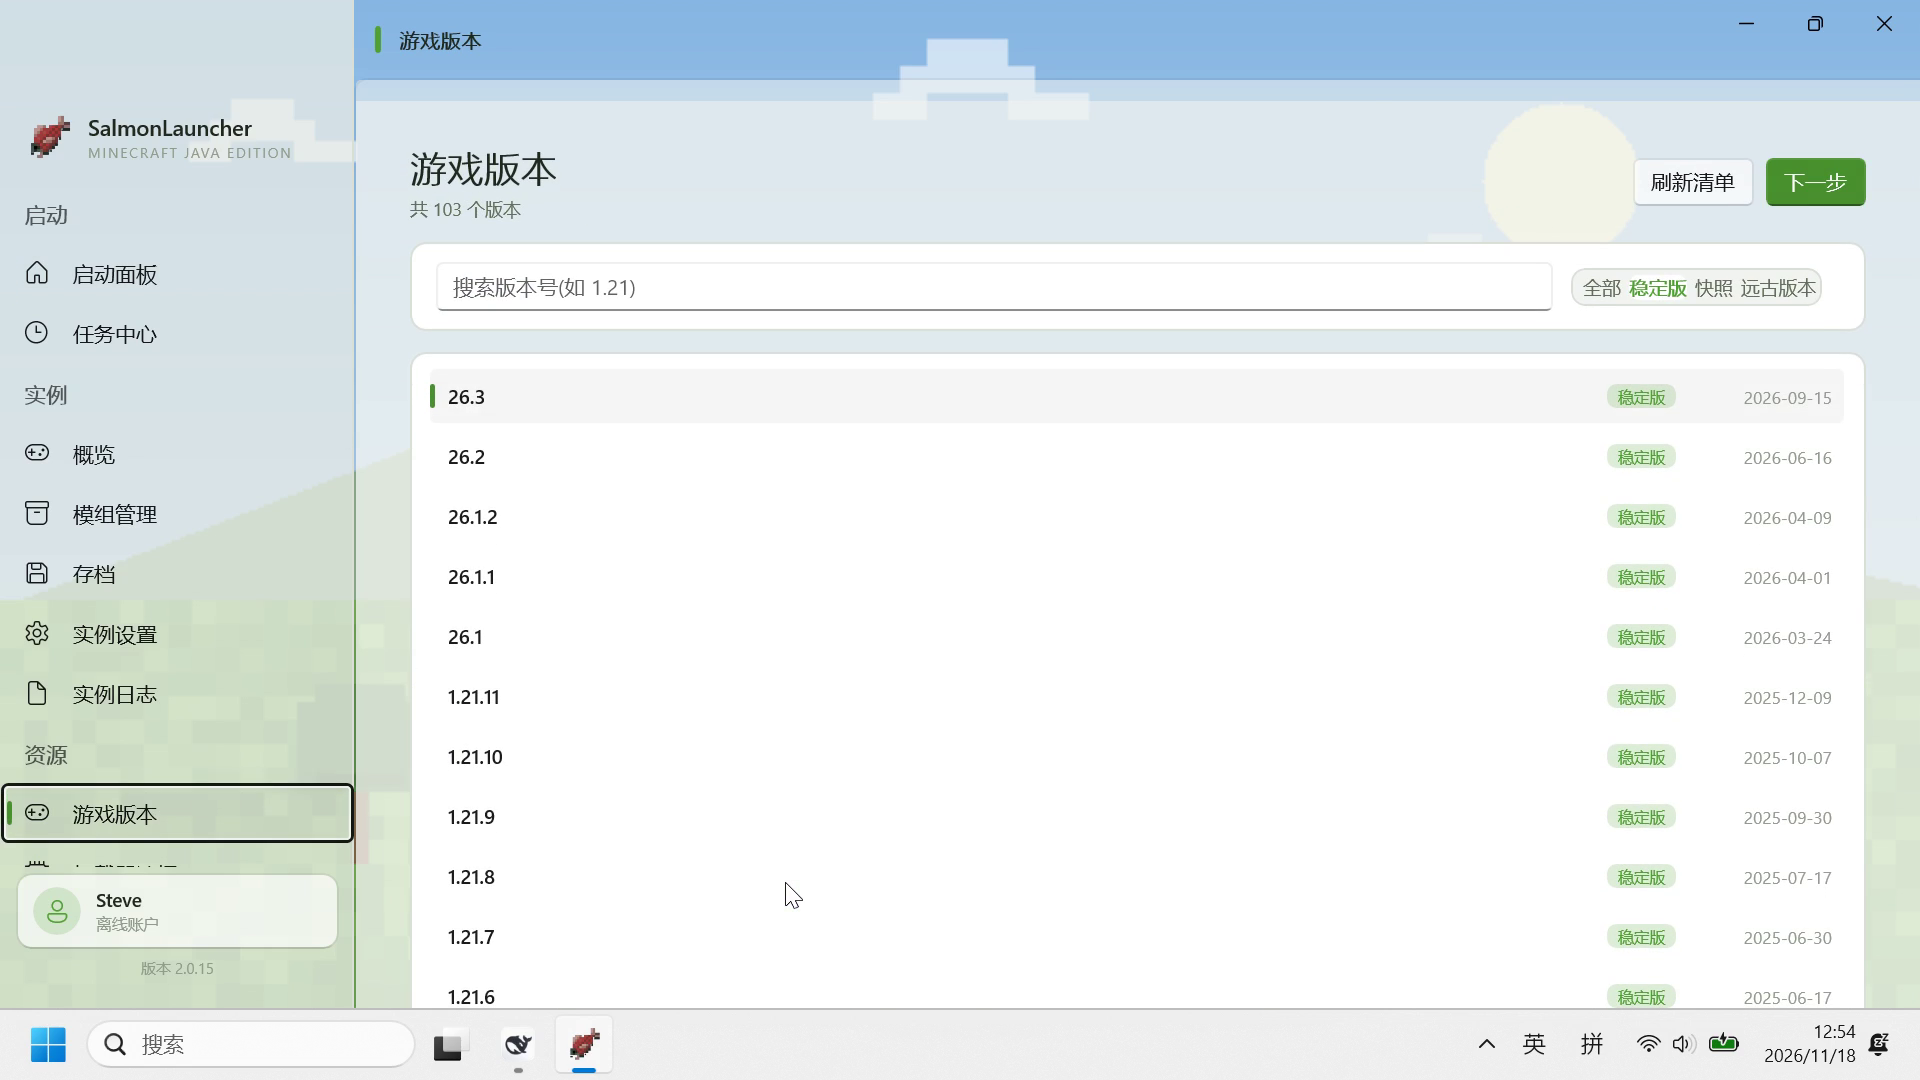 游戏版本
SalmonLauncher
MINECRAFT JAVA EDITION
启动
启动面板
任务中心
实例
概览
模组管理
存档
实例设置
实例日志
资源
游戏版本
Steve
离线账户
版本 2.0.15
游戏版本
共 103 个版本
刷新清单
下一步
搜索版本号(如 1.21)
全部 稳定版 快照 远古版本
26.3 稳定版 2026-09-15
26.2 稳定版 2026-06-16
26.1.2 稳定版 2026-04-09
26.1.1 稳定版 2026-04-01
26.1 稳定版 2026-03-24
1.21.11 稳定版 2025-12-09
1.21.10 稳定版 2025-10-07
1.21.9 稳定版 2025-09-30
1.21.8 稳定版 2025-07-17
1.21.7 稳定版 2025-06-30
1.21.6 稳定版 2025-06-17
搜索
英
拼
12:54
2026/11/18